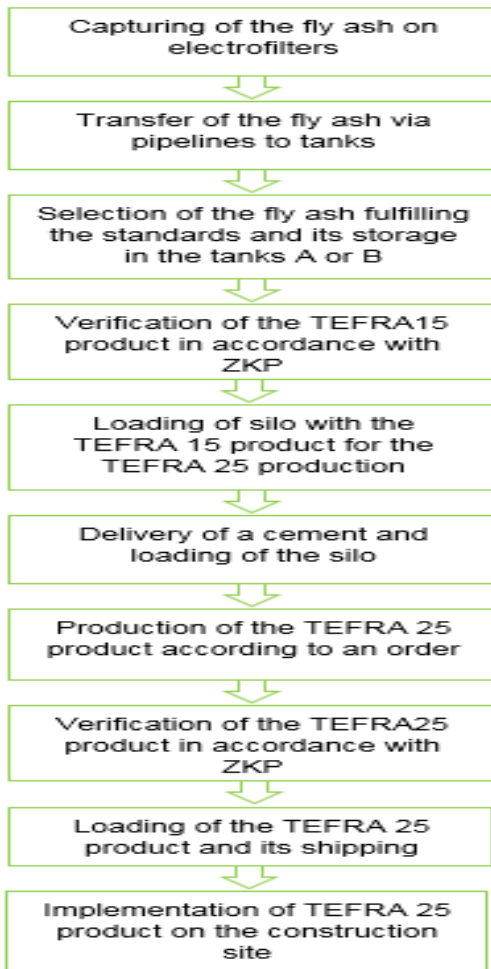 Capturing of the fly ash on
electrofilters
Transfer of the fly ash via
pipelines to tanks
Selection of the fly ash fulfilling
the standards and its storage
in the tanks A or B
Verification of the TEFRA15
product in accordance with
ZKP
Loading of silo with the
TEFRA 15 product for the
TEFRA 25 production
Delivery of a cement and
loading of the silo
Production of the TEFRA 25
product according to an order
Verification of the TEFRA25
product in accordance with
ZKP
Loading of the TEFRA 25
product and its shipping
Implementation of TEFRA 25
product on the construction
site